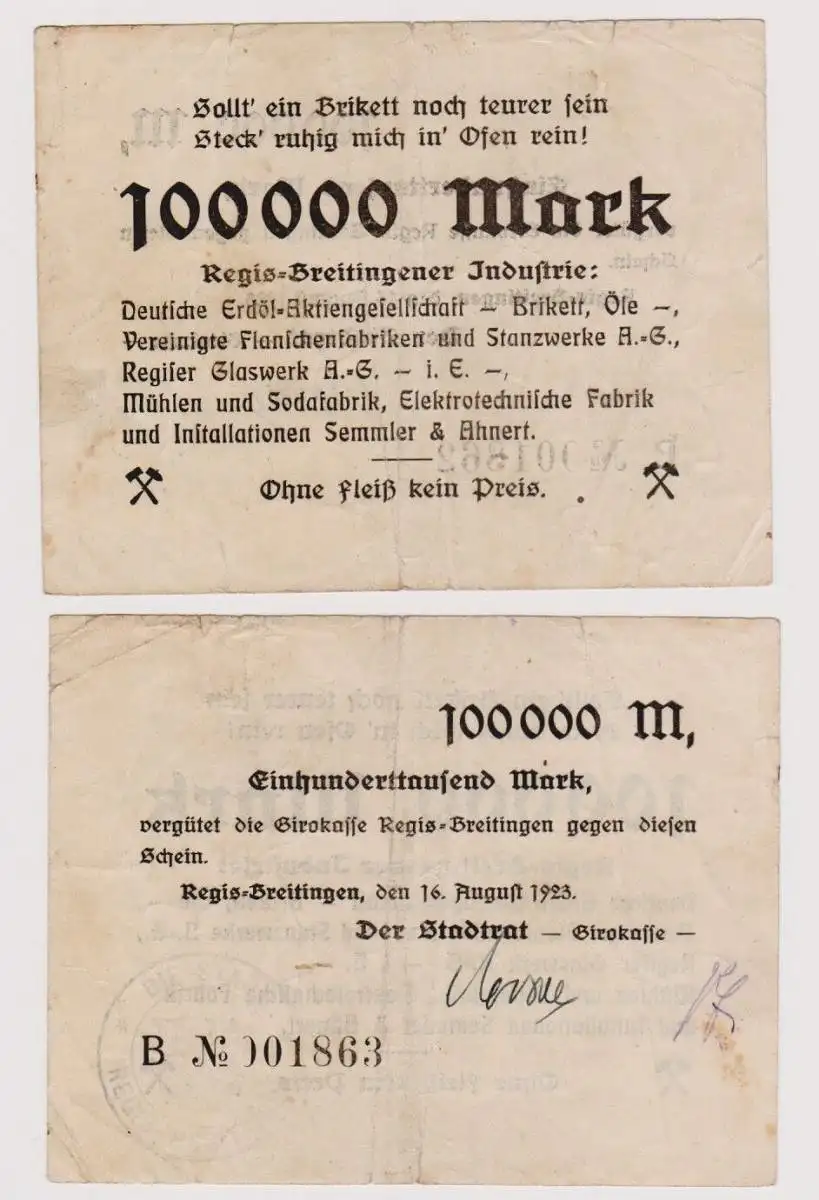 Sollt' ein Brikett noch teurer sein
Steck' ruhig mich in' Ofen rein!
100000 Mark
Regis-Breitingener Industrie:
Deutsche Erdöl-Aktiengesellschaft — Brikett, Öfe —,
Vereinigte Flanschenfabriken und Stanzwerke A.-G.,
Regiser Glaswerk A.-G. — i. E. —,
Mühlen und Sodafabrik, Elektrotechnische Fabrik
und Installationen Semmler & Ahnert.
Ohne Fleiß kein Preis.
100000 M,
Einhunderttausend Mark,
vergütet die Girokasse Regis-Breitingen gegen diesen
Schein.
Regis-Breitingen, den 16. August 1923.
Der Stadtrat — Girokasse —
B № 001863